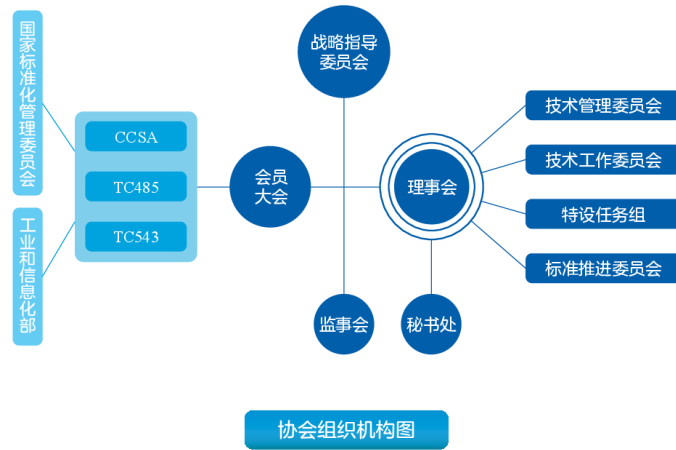 国家标准化管理委员会
工业和信息化部
CCSA
TC485
TC543
会员
大会
战略指导
委员会
监事会
理事会
秘书处
技术管理委员会
技术工作委员会
特设任务组
标准推进委员会
协会组织机构图